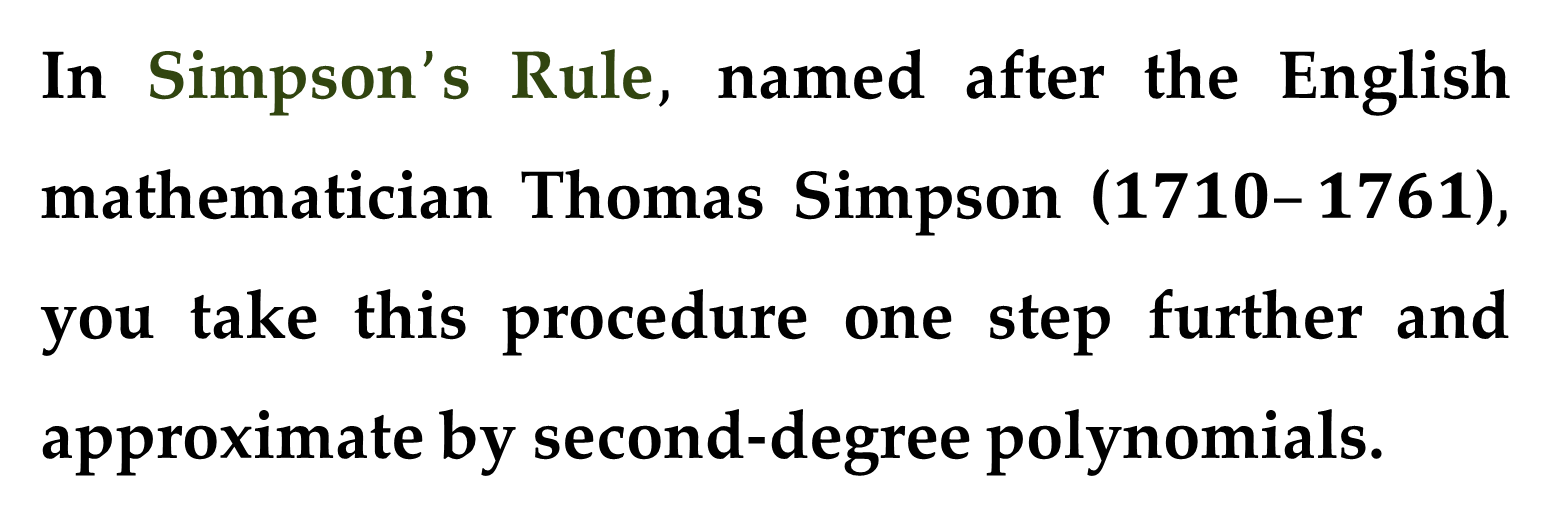 In Simpson's Rule, named after the English
mathematician Thomas Simpson (1710– 1761),
you take this procedure one step further and
approximate by second-degree polynomials.